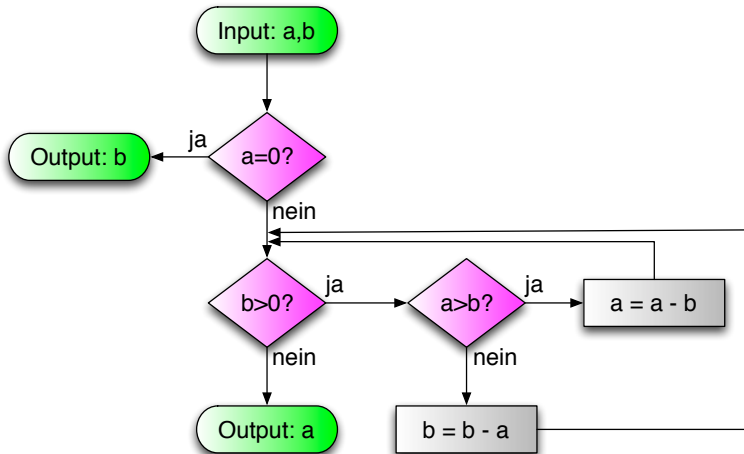 Input: a,b
ja
Output: b
a=0?
nein
b>0?
ja
a>b?
ja
a = a - b
nein
nein
Output: a
b = b - a